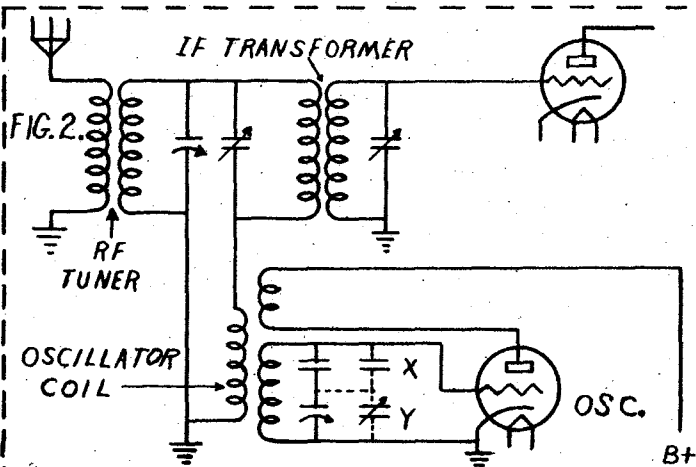 IF TRANSFORMER
FIG. 2.
RF
TUNER
OSCILLATOR
COIL
X
Y
OSC.
B+